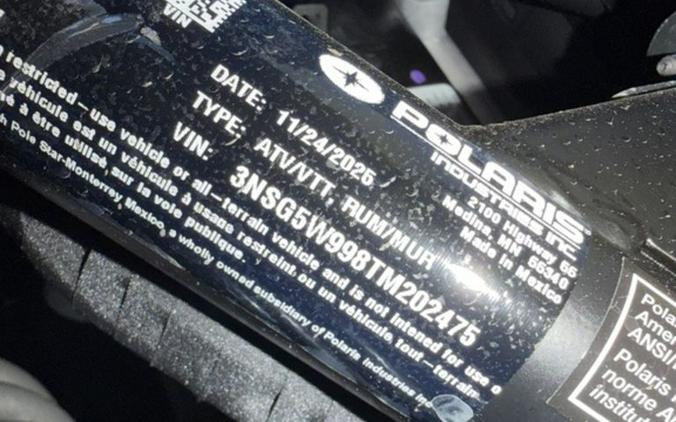 VIN
POLARIS
INDUSTRIES INC
2100 Highway 55
Medina, MN 55340
Made in Mexico
DATE: 11/24/2025
TYPE: ATV/VTT, RUM/MUR
VIN: 3NSG5W998TM202475
restricted – use vehicle or all – terrain vehicle and is not intended for use o
véhicule est un véhicule à usage restreint ou un véhicule tout – terrain
é à être utilisé, sur la voie publique.
Pole Star-Monterrey, Mexico, a wholly owned subsidiary of Polaris Industries Inc
Pola
Amer
ANSI/
Polaris
norme A
institut